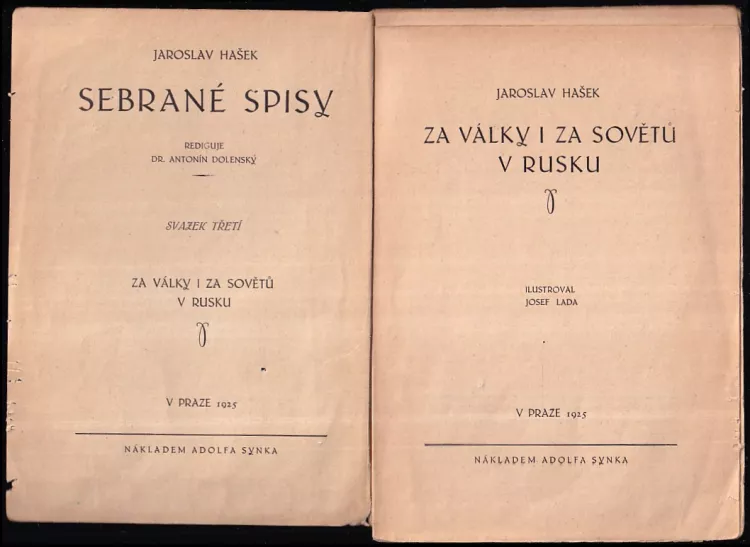 JAROSLAV HAŠEK
SEBRANÉ SPISY
REDIGUJE
DR. ANTONÍN DOLENSKÝ
SVAZEK TŘETÍ
ZA VÁLKY I ZA SOVĚTŮ
V RUSKU
V PRAZE 1925
NÁKLADEM ADOLFA SYNKA
JAROSLAV HAŠEK
ZA VÁLKY I ZA SOVĚTŮ
V RUSKU
ILUSTROVAL
JOSEF LADA
V PRAZE 1925
NÁKLADEM ADOLFA SYNKA